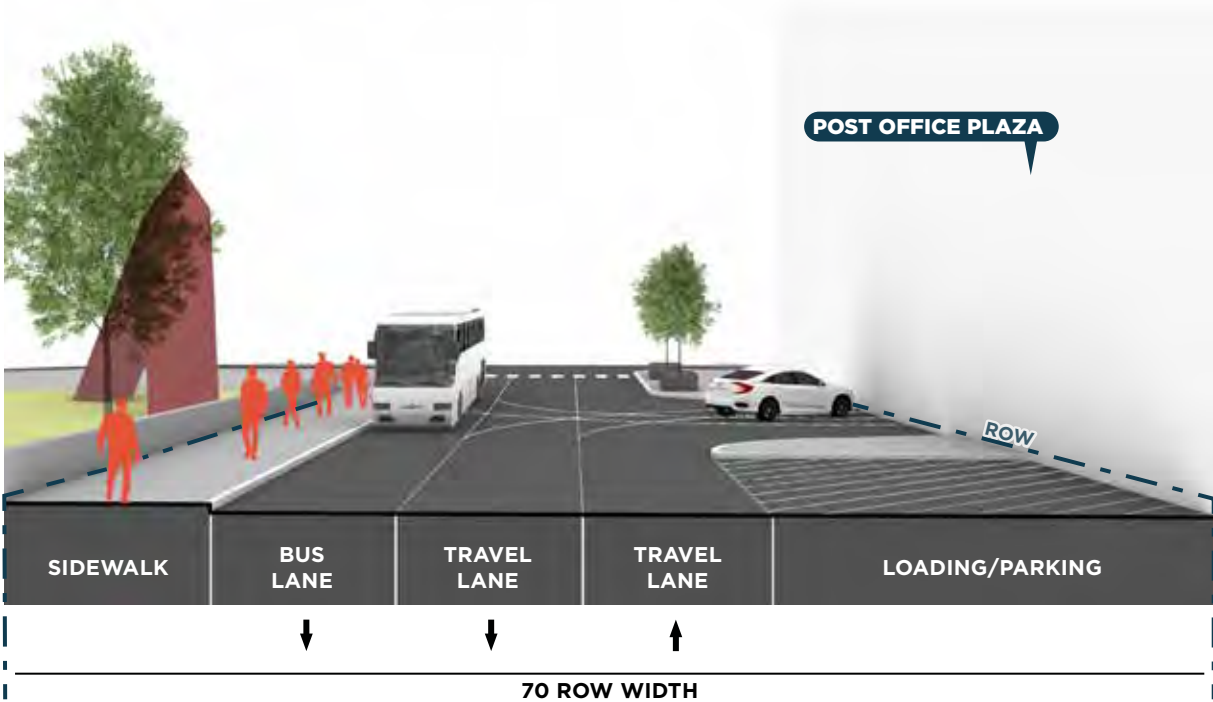 POST OFFICE PLAZA
ROW
SIDEWALK
BUS
LANE
TRAVEL
LANE
TRAVEL
LANE
LOADING/PARKING
70 ROW WIDTH